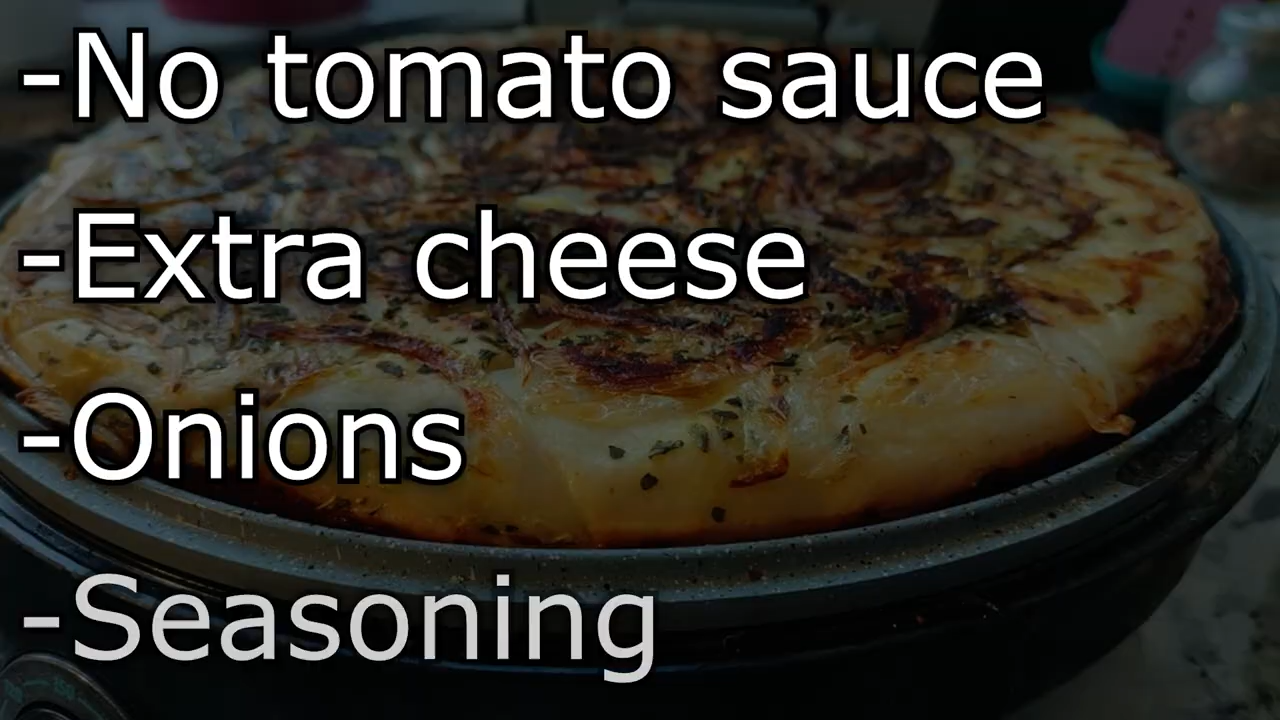 -No tomato sauce
-Extra cheese
-Onions
-Seasoning